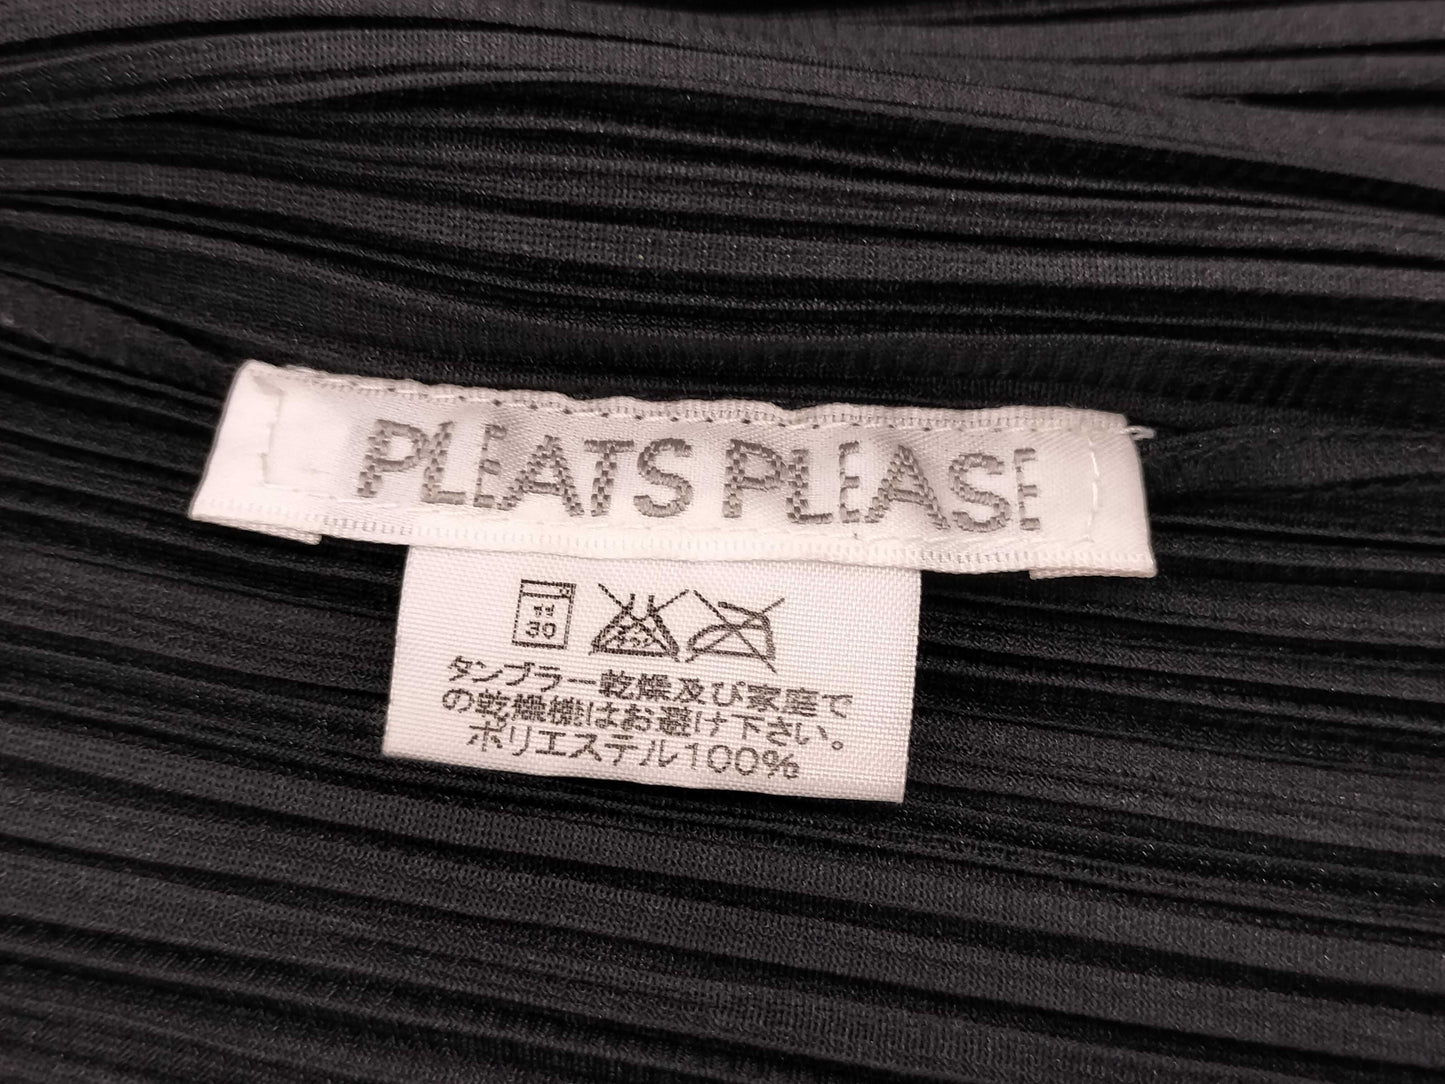 PLEATS PLEASE
30
タンブラー乾燥及び家庭で
の乾燥機はお避け下さい。
ポリエステル100%